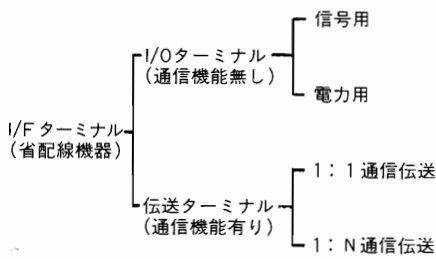 I/Oターミナル
(通信機能無し)
信号用
電力用
I/Fターミナル
(省配線機器)
伝送ターミナル
(通信機能有り)
1:1通信伝送
1:N通信伝送